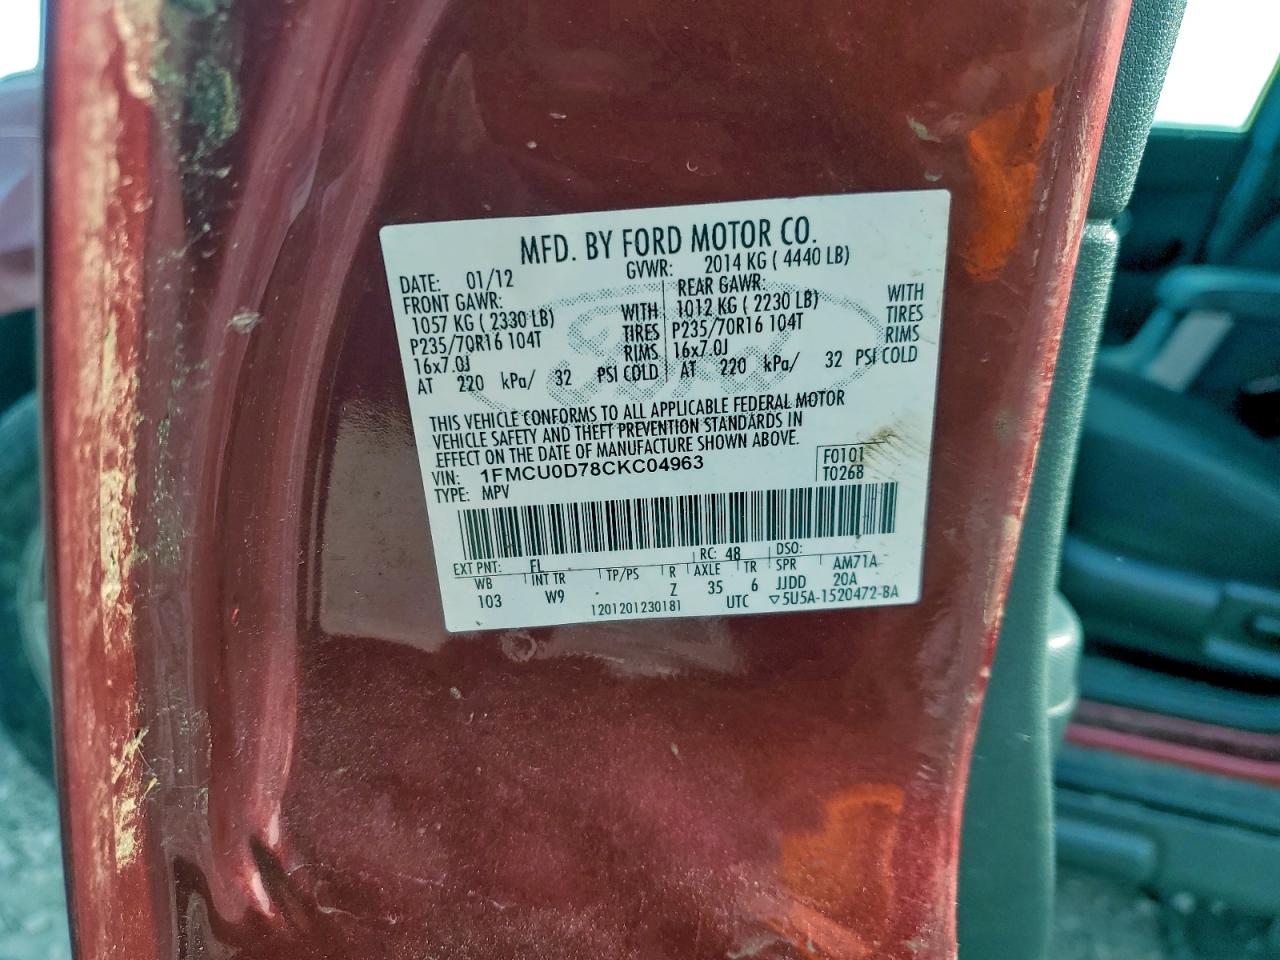 MFD. BY FORD MOTOR CO.
DATE: 01/12 GVWR: 2014 KG ( 4440 LB)
FRONT GAWR: REAR GAWR:
1057 KG ( 2330 LB) WITH 1012 KG ( 2230 LB) WITH
P235/70R16 104T TIRES P235/70R16 104T TIRES
16x7.0J RIMS 16x7.0J RIMS
AT 220 kPa/ 32 PSI COLD AT 220 kPa/ 32 PSI COLD
THIS VEHICLE CONFORMS TO ALL APPLICABLE FEDERAL MOTOR
VEHICLE SAFETY AND THEFT PREVENTION STANDARDS IN
EFFECT ON THE DATE OF MANUFACTURE SHOWN ABOVE.
VIN: 1FMCU0D78CKC04963 F0101
TYPE: MPV T0268
EXT PNT: FL RC: 48 DSO:
WB INT TR TP/PS R AXLE TR SPR AM71A
103 W9 Z 35 6 JJDD 20A
1201201230181 UTC ▽5U5A-1520472-BA
Ford